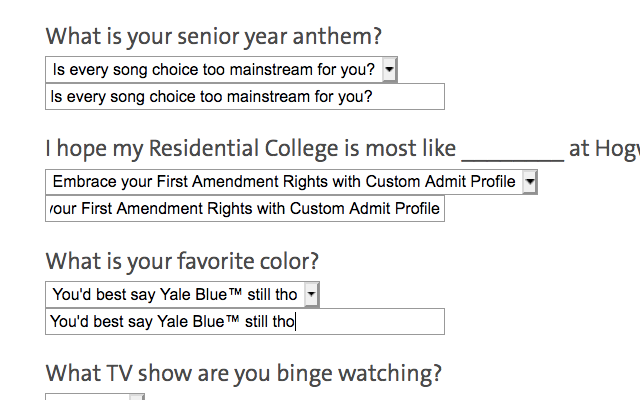 What is your senior year anthem?
Is every song choice too mainstream for you?
Is every song choice too mainstream for you?
I hope my Residential College is most like __________ at Hogw
Embrace your First Amendment Rights with Custom Admit Profile
your First Amendment Rights with Custom Admit Profile
What is your favorite color?
You'd best say Yale Blue™ still tho
You'd best say Yale Blue™ still tho
What TV show are you binge watching?